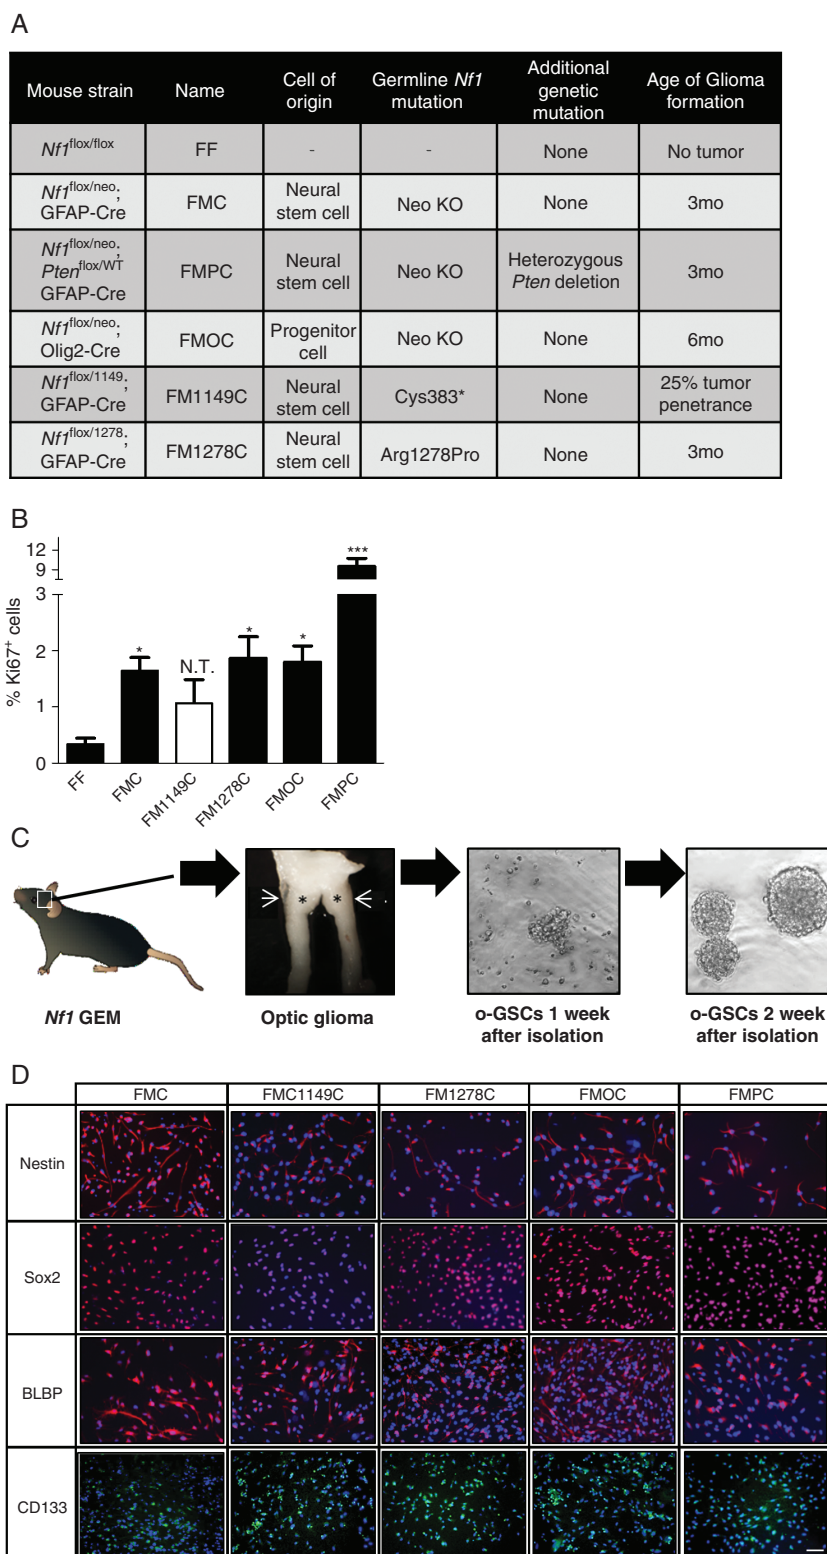 A
Mouse strain Name Cell of origin Germline Nf1 mutation Additional genetic mutation Age of Glioma formation
Nf1flox/flox FF - - None No tumor
Nf1flox/neo; GFAP-Cre FMC Neural stem cell Neo KO None 3mo
Nf1flox/neo; Ptenflox/WT GFAP-Cre FMPC Neural stem cell Neo KO Heterozygous Pten deletion 3mo
Nf1flox/neo; Olig2-Cre FMOC Progenitor cell Neo KO None 6mo
Nf1flox/1149; GFAP-Cre FM1149C Neural stem cell Cys383* None 25% tumor penetrance
Nf1flox/1278; GFAP-Cre FM1278C Neural stem cell Arg1278Pro None 3mo
B
% Ki67+ cells
12
9
3
2
1
0
* N.T. * * ***
FF FMC FM1149C FM1278C FMOC FMPC
C
* *
Nf1 GEM
Optic glioma
o-GSCs 1 week
after isolation
o-GSCs 2 week
after isolation
D
FMC FMC1149C FM1278C FMOC FMPC
Nestin
Sox2
BLBP
CD133